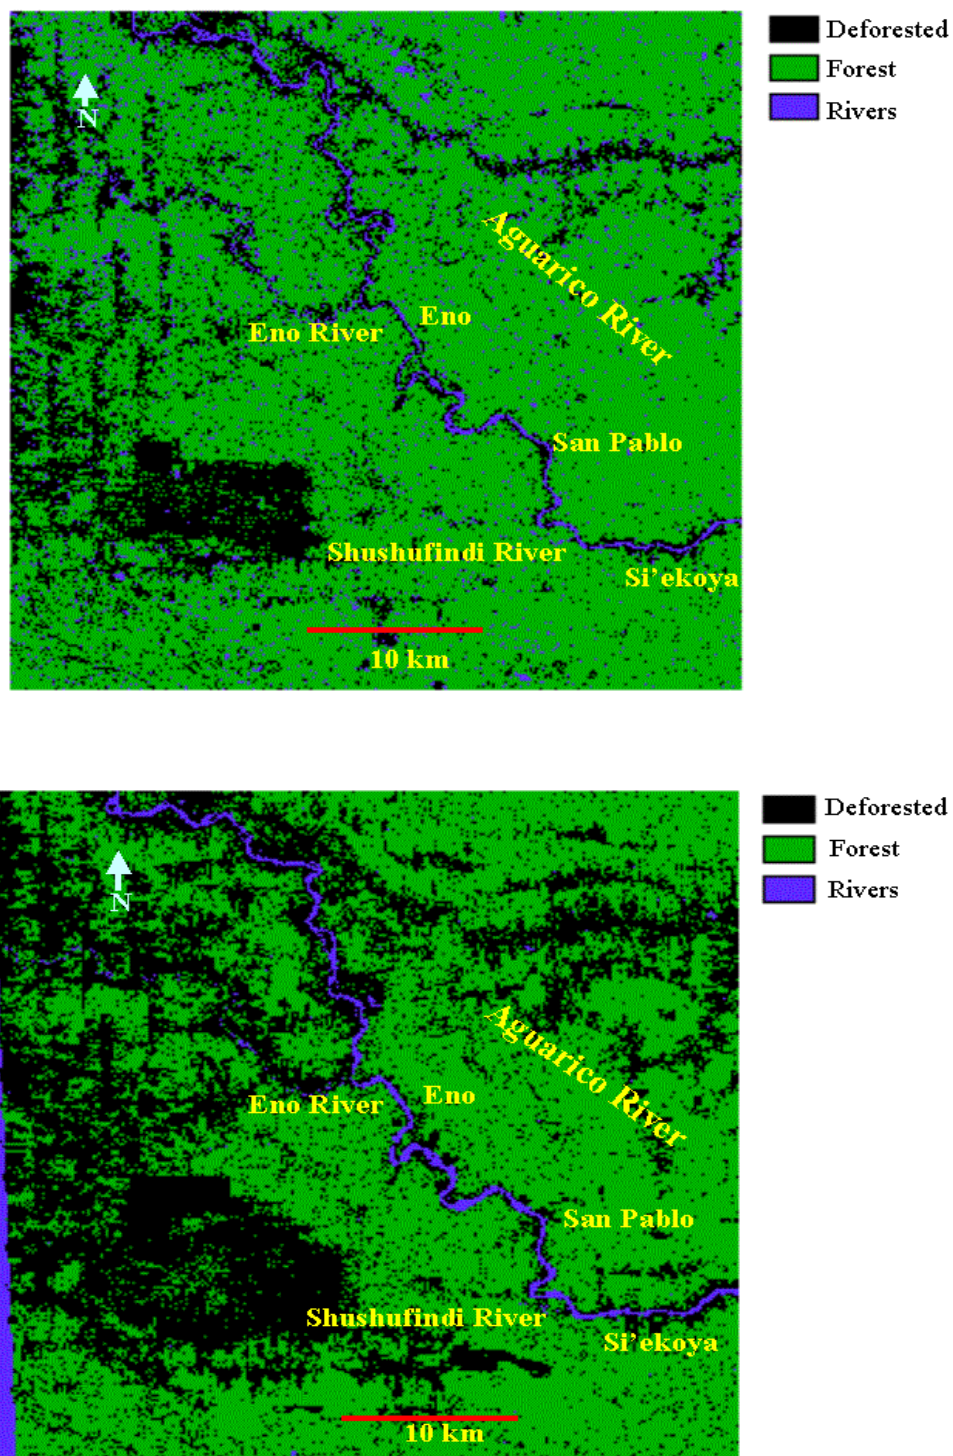 Deforested
Forest
Rivers
N
Aguarico River
Eno
Eno River
San Pablo
Shushufindi River
Si'ekoya
10 km
Deforested
Forest
Rivers
N
Aguarico River
Eno
Eno River
San Pablo
Shushufindi River
Si'ekoya
10 km